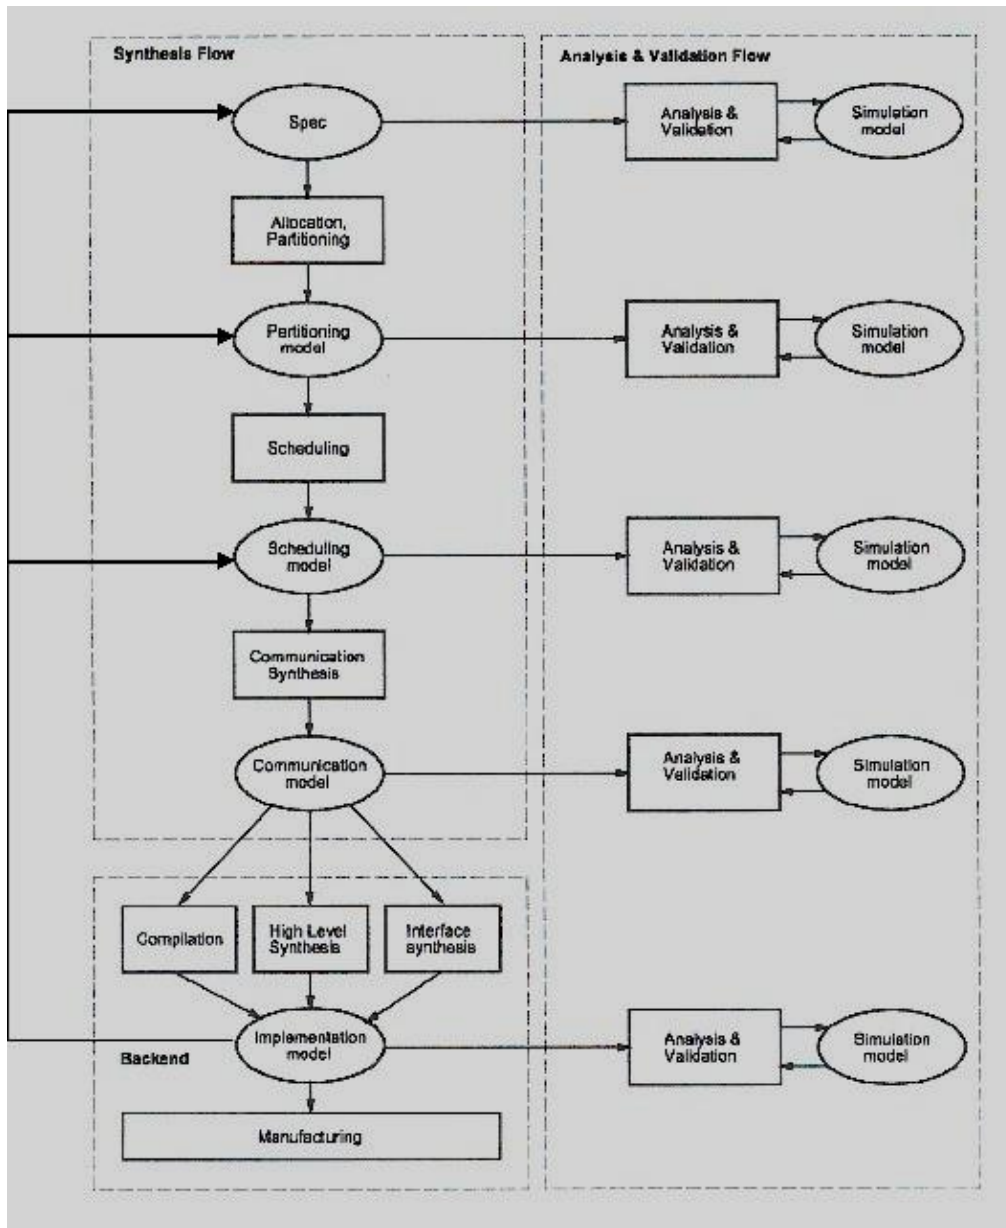 Synthesis Flow
Analysis & Validation Flow
Spec
Analysis &
Validation
Simulation
model
Allocation,
Partitioning
Partitioning
model
Analysis &
Validation
Simulation
model
Scheduling
Scheduling
model
Analysis &
Validation
Simulation
model
Communication
Synthesis
Communication
model
Analysis &
Validation
Simulation
model
Compilation
High Level
Synthesis
Interface
synthesis
Implementation
model
Analysis &
Validation
Simulation
model
Backend
Manufacturing